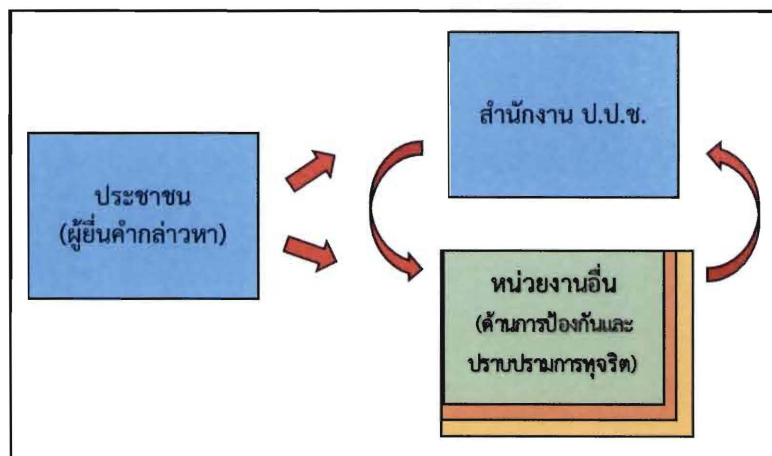 สำนักงาน ป.ป.ช.
ประชาชน
(ผู้ยื่นคำกล่าวหา)
หน่วยงานอื่น
(ด้านการป้องกันและ
ปราบปรามการทุจริต)